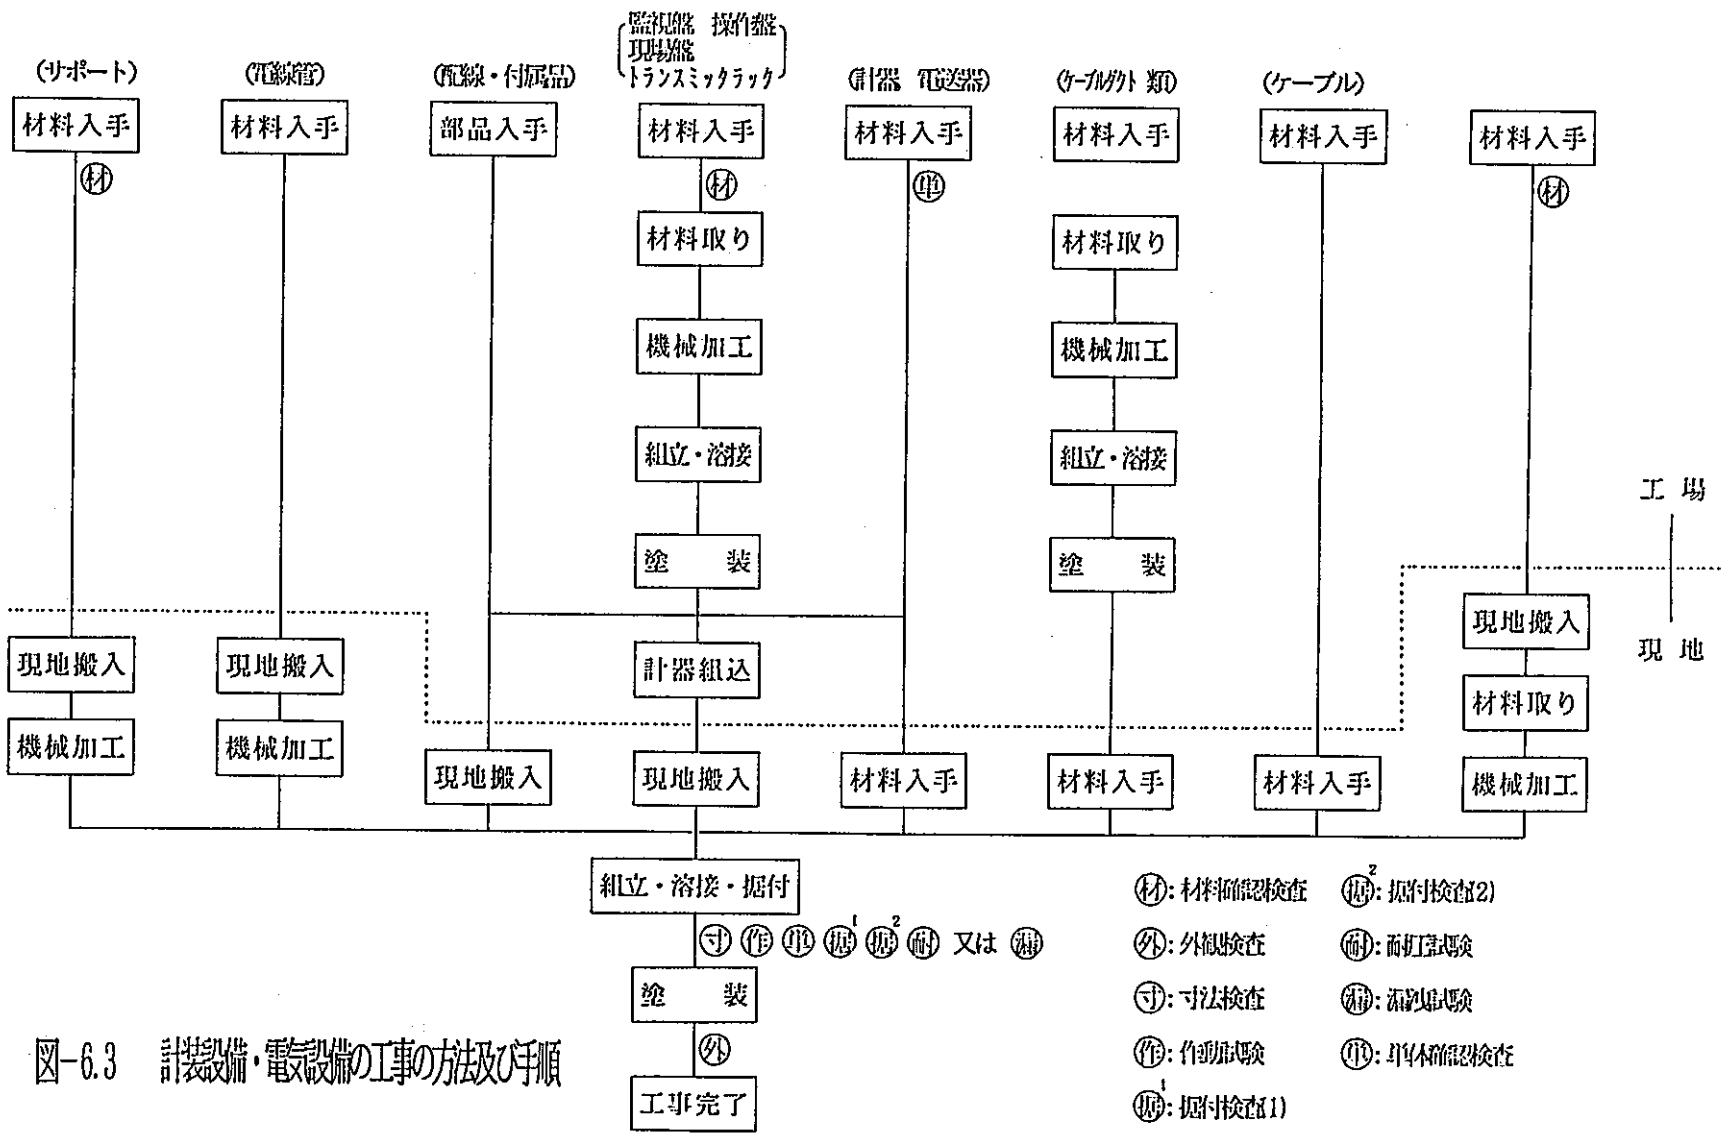 監視盤 操作盤
現場盤
トランスミックラック
(サポート)
(電線管)
(配線・付属品)
(計器 電送器)
(ケーブルダクト 類)
(ケーブル)
材料入手
材料入手
部品入手
材料入手
材料入手
材料入手
材料入手
材料入手
材
材
単
材
材料取り
材料取り
機械加工
機械加工
組立・溶接
組立・溶接
工場
塗 装
塗 装
現地搬入
現地
現地搬入
現地搬入
計器組込
材料取り
機械加工
機械加工
現地搬入
現地搬入
材料入手
材料入手
材料入手
機械加工
組立・溶接・据付
寸 作 単 据1 据2 耐 又は 漏
塗 装
外
工事完了
材: 材料確認検査
外: 外観検査
寸: 寸法検査
作: 作動試験
据1: 据付検査(1)
据2: 据付検査(2)
耐: 耐圧試験
漏: 漏洩試験
単: 単体確認検査
図-6.3 計装設備・電気設備の工事の方法及び手順